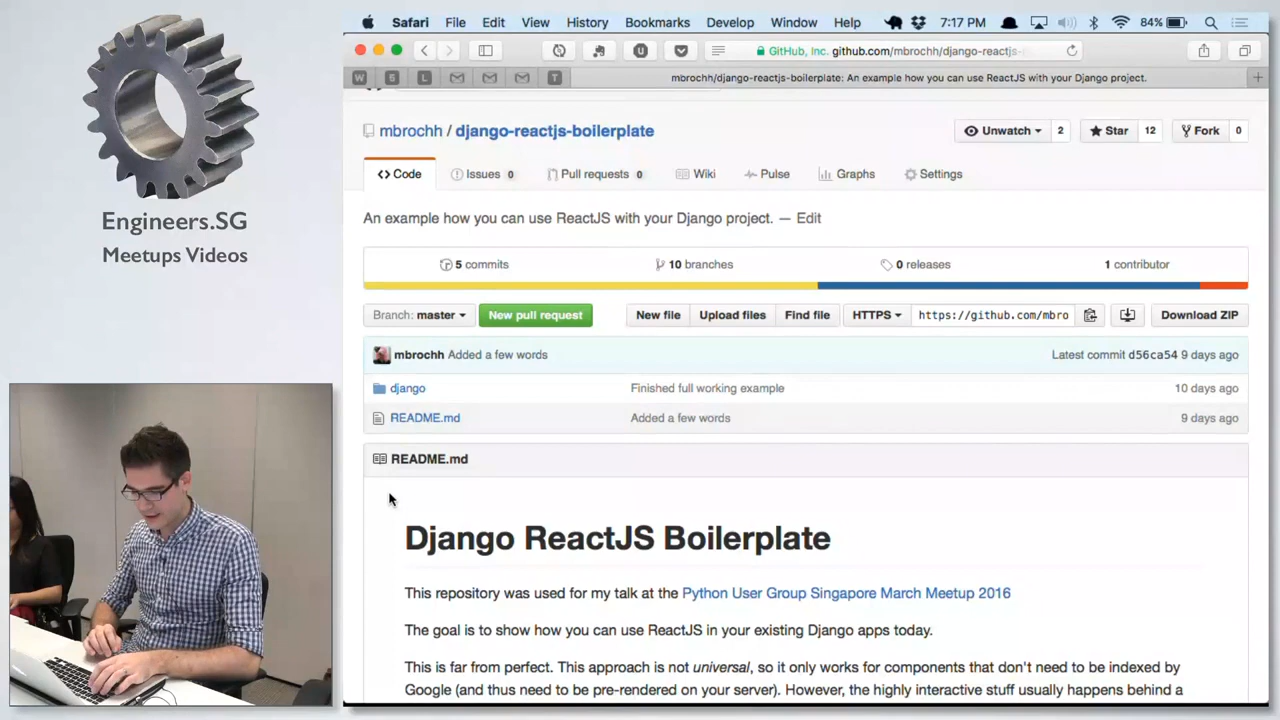 Engineers.SG
Meetups Videos
Safari File Edit View History Bookmarks Develop Window Help 7:17 PM 84%
GitHub, Inc. github.com/mbrochh/django-reactjs-
W 5 L T mbrochh/django-reactjs-boilerplate: An example how you can use ReactJS with your Django project.
mbrochh / django-reactjs-boilerplate Unwatch 2 Star 12 Fork 0
Code Issues 0 Pull requests 0 Wiki Pulse Graphs Settings
An example how you can use ReactJS with your Django project. — Edit
5 commits 10 branches 0 releases 1 contributor
Branch: master New pull request New file Upload files Find file HTTPS https://github.com/mbro Download ZIP
mbrochh Added a few words Latest commit d56ca54 9 days ago
django Finished full working example 10 days ago
README.md Added a few words 9 days ago
README.md
Django ReactJS Boilerplate
This repository was used for my talk at the Python User Group Singapore March Meetup 2016
The goal is to show how you can use ReactJS in your existing Django apps today.
This is far from perfect. This approach is not universal, so it only works for components that don't need to be indexed by
Google (and thus need to be pre-rendered on your server). However, the highly interactive stuff usually happens behind a